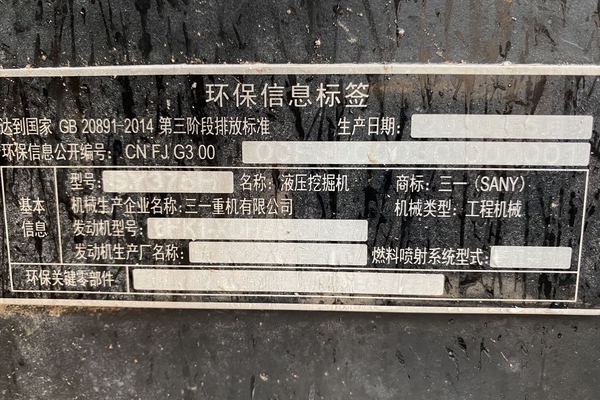 环保信息标签
达到国家 GB 20891-2014 第三阶段排放标准 生产日期:
环保信息公开编号: CN FJ G3 00
型号: 名称: 液压挖掘机 商标: 三一(SANY)
基本信息 机械生产企业名称: 三一重机有限公司 机械类型: 工程机械
发动机型号:
发动机生产厂名称: 燃料喷射系统型式:
环保关键零部件